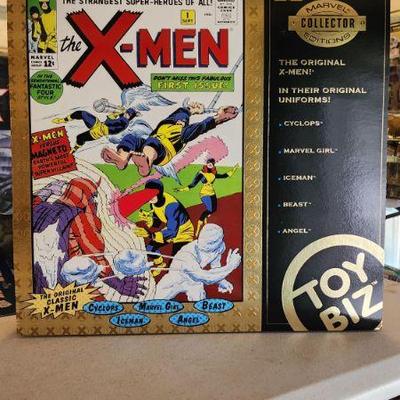 THE STRANGEST SUPER-HEROES OF ALL!
MARVEL
COMICS
GROUP
12¢
1
SEPT.
the X-MEN
IN THE SENSATIONAL
FANTASTIC FOUR
STYLE!
DON'T MISS THIS FABULOUS
FIRST ISSUE!
X-MEN
VERSUS
MAGNETO,
EARTH'S MOST
POWERFUL
SUPER-VILLAIN!
THE ORIGINAL
CLASSIC
X-MEN
CYCLOPS MARVEL GIRL BEAST
ICEMAN ANGEL
MARVEL
COLLECTOR
EDITIONS
THE ORIGINAL
X-MEN!
IN THEIR ORIGINAL
UNIFORMS!
• CYCLOPS
• MARVEL GIRL
• ICEMAN
• BEAST
• ANGEL
TOY
BIZ